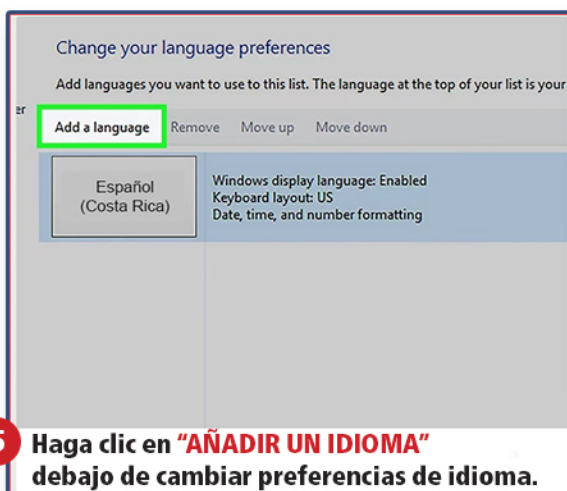 Change your language preferences
Add languages you want to use to this list. The language at the top of your list is your
er
Add a language Remove Move up Move down
Español
(Costa Rica)
Windows display language: Enabled
Keyboard layout: US
Date, time, and number formatting
5 Haga clic en “AÑADIR UN IDIOMA”
debajo de cambiar preferencias de idioma.